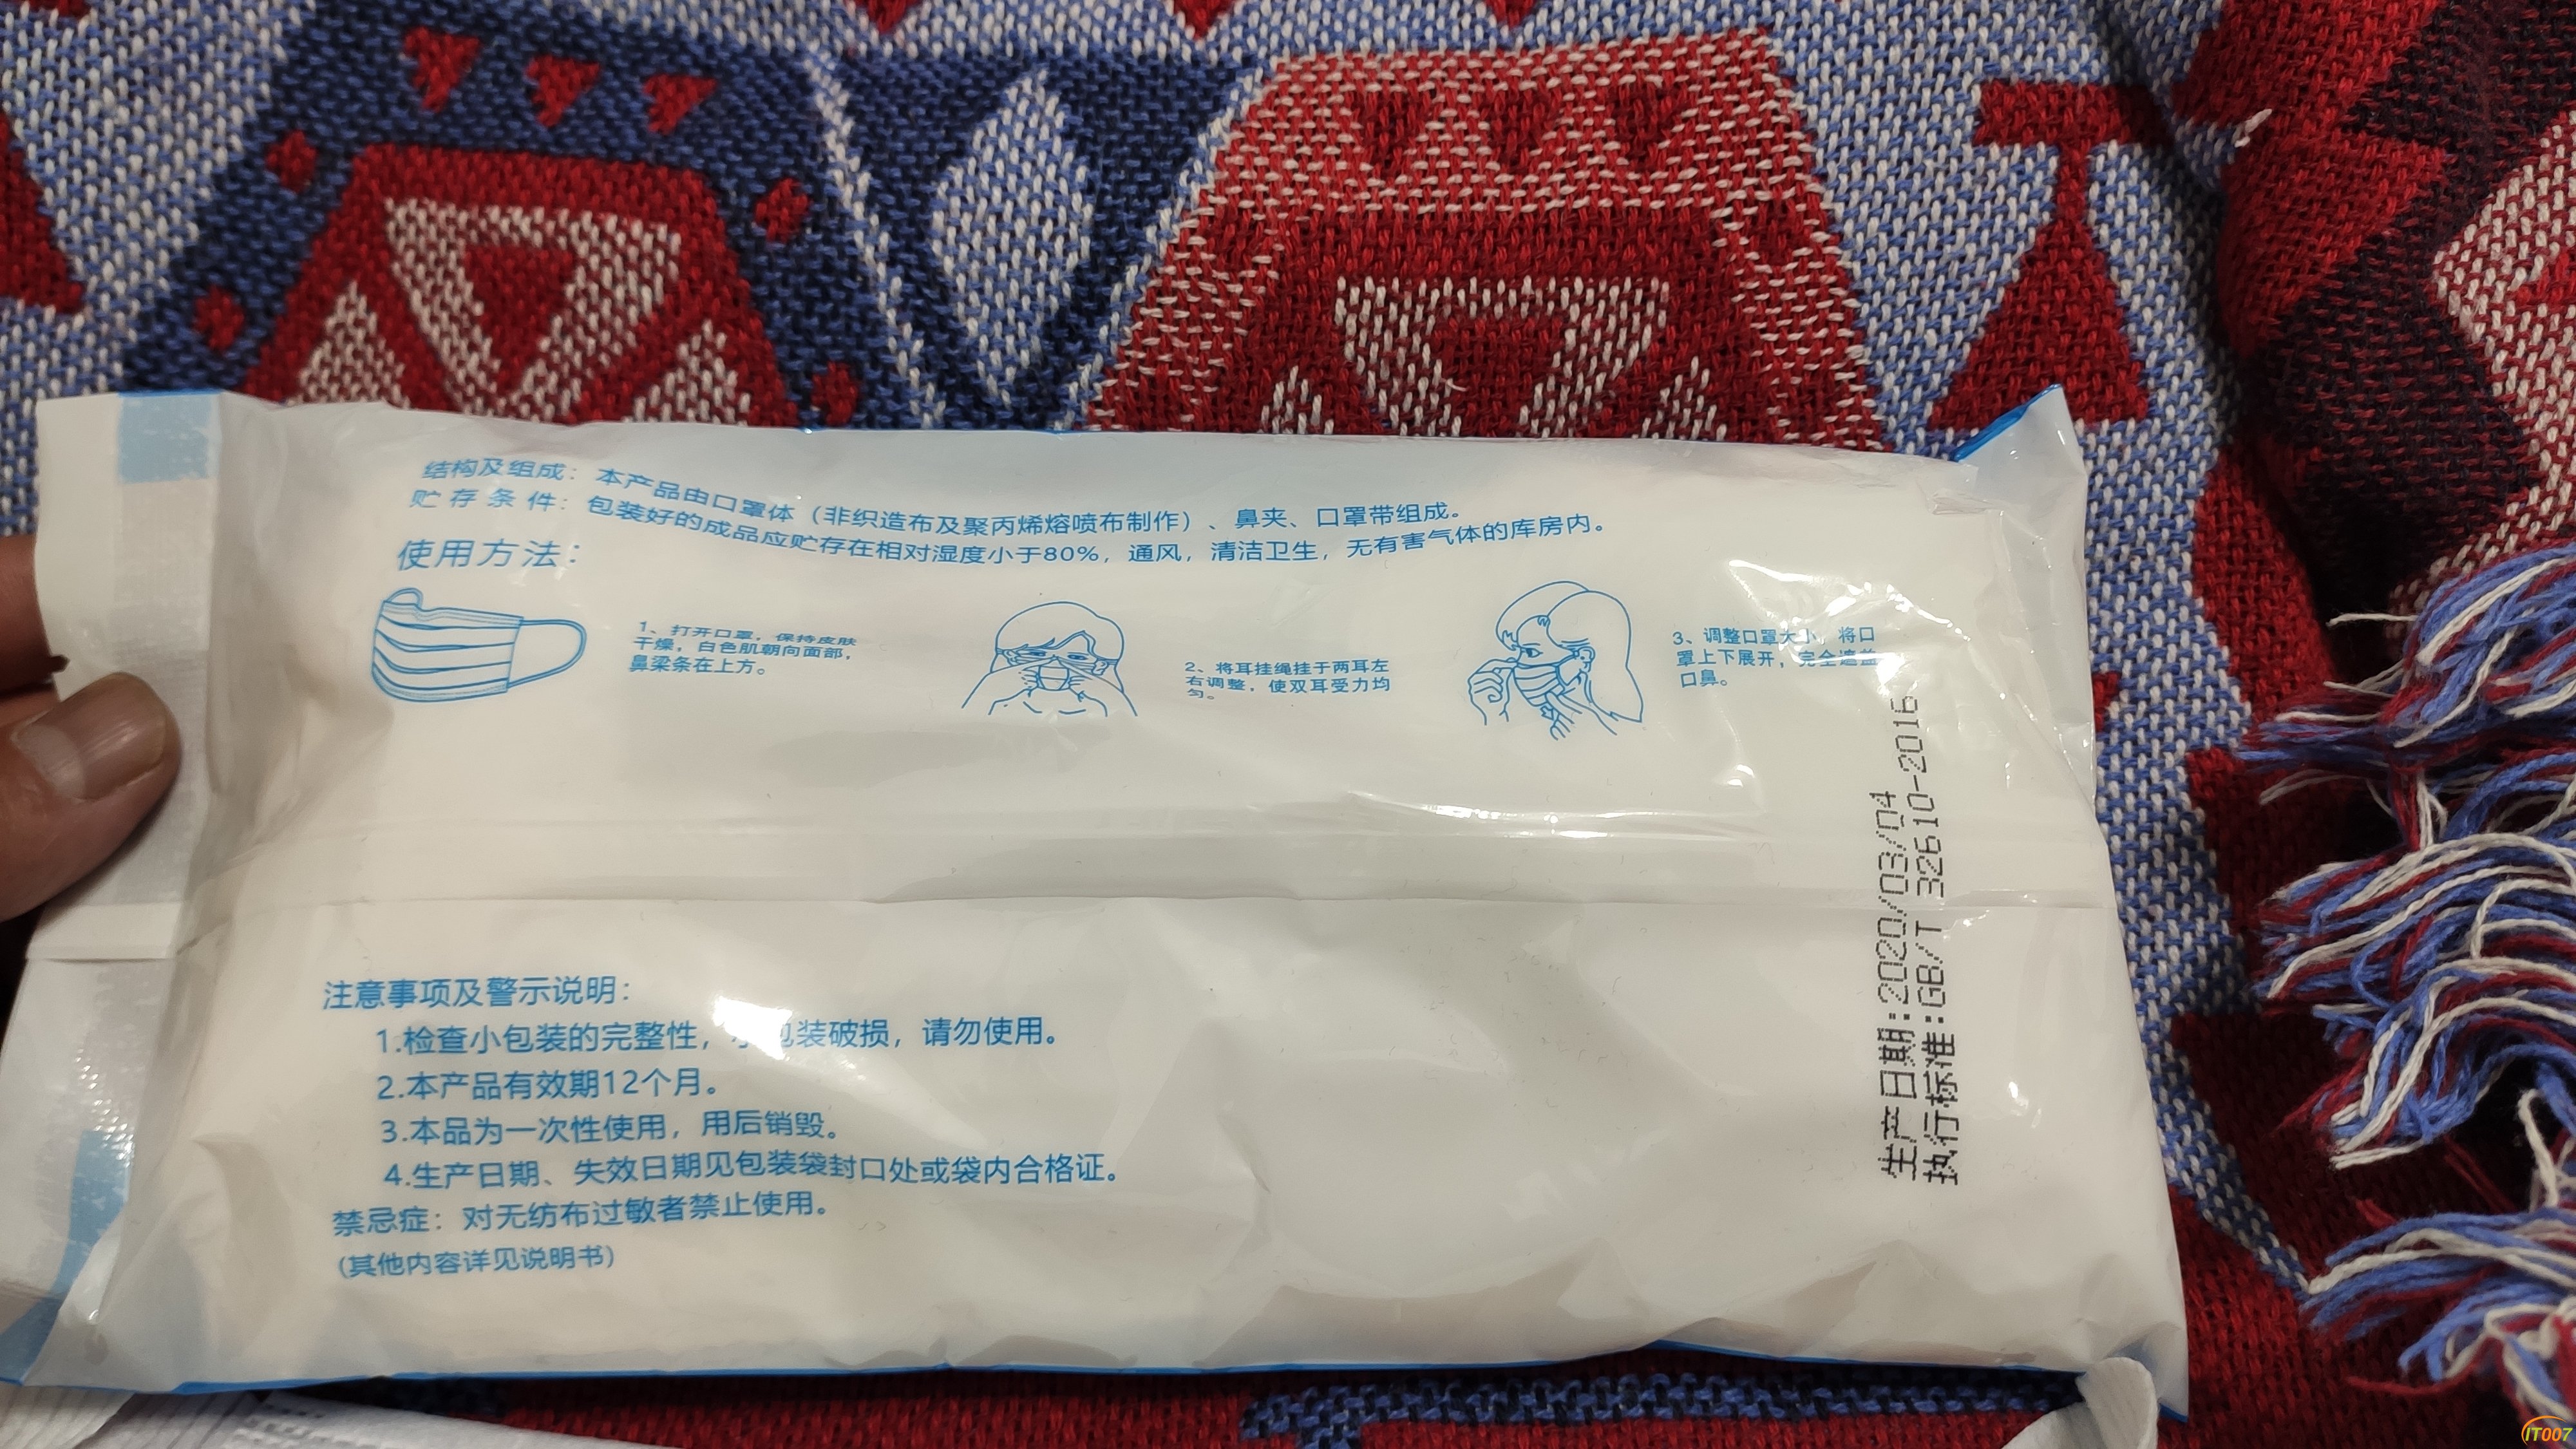 结构及组成：本产品由口罩体（非织造布及聚丙烯熔喷布制作）、鼻夹、口罩带组成。
贮存条件：包装好的成品应贮存在相对湿度小于80%，通风，清洁卫生，无有害气体的库房内。
使用方法：
1、打开口罩，保持皮肤
干燥，白色肌朝向面部，
鼻梁条在上方。
2、将耳挂绳挂于两耳左
右调整，使双耳受力均
匀。
3、调整口罩大小，将口
罩上下展开，完全遮盖
口鼻。
注意事项及警示说明：
1.检查小包装的完整性，小包装破损，请勿使用。
2.本产品有效期12个月。
3.本品为一次性使用，用后销毁。
4.生产日期、失效日期见包装袋封口处或袋内合格证。
禁忌症：对无纺布过敏者禁止使用。
(其他内容详见说明书)
生产日期:2020/03/04
执行标准:GB/T 32610-2016
IT007